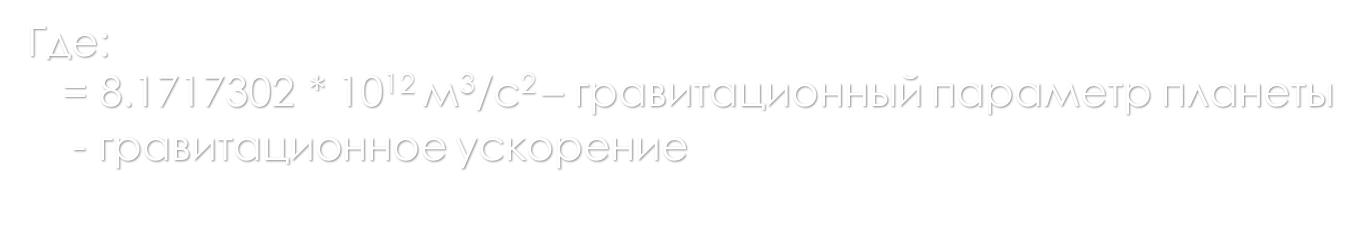 Где:
= 8.1717302 * 10¹² м³/с² – гравитационный параметр планеты
- гравитационное ускорение